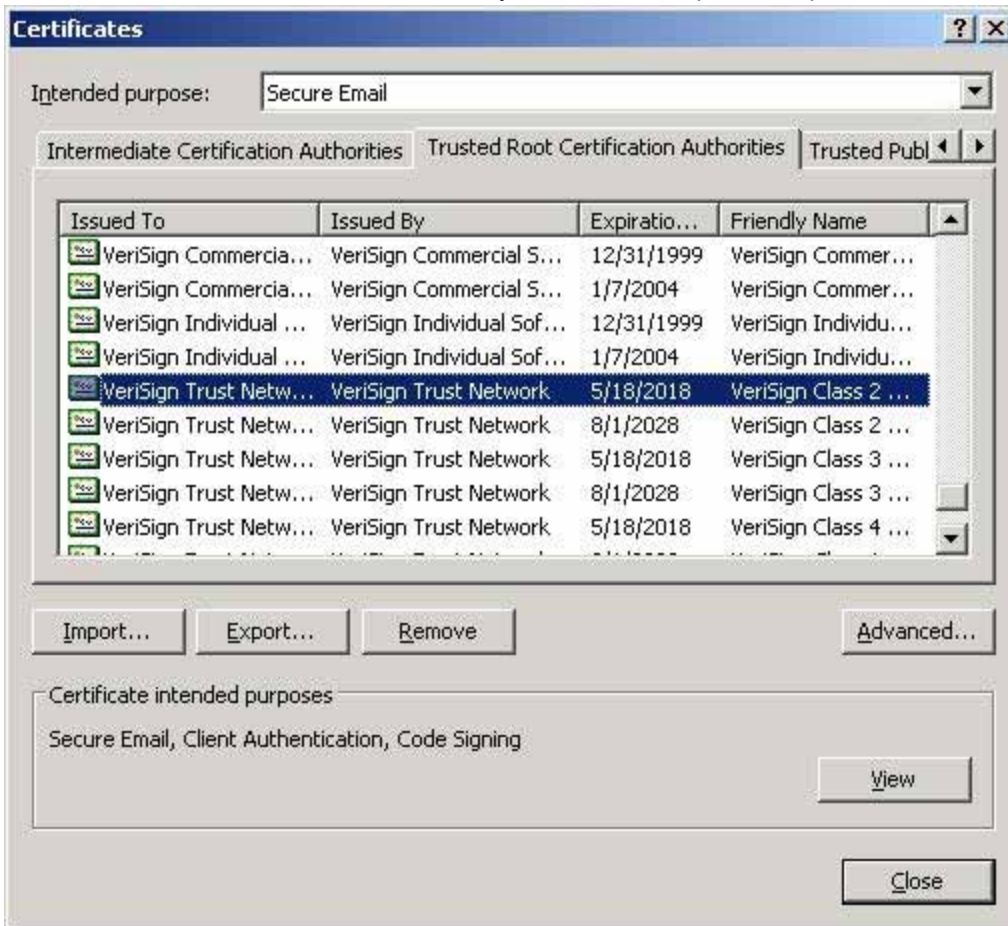 Certificates
Intended purpose: Secure Email
Intermediate Certification Authorities Trusted Root Certification Authorities Trusted Publ
Issued To Issued By Expiratio... Friendly Name
VeriSign Commercia... VeriSign Commercial S... 12/31/1999 VeriSign Commer...
VeriSign Commercia... VeriSign Commercial S... 1/7/2004 VeriSign Commer...
VeriSign Individual ... VeriSign Individual Sof... 12/31/1999 VeriSign Individu...
VeriSign Individual ... VeriSign Individual Sof... 1/7/2004 VeriSign Individu...
VeriSign Trust Netw... VeriSign Trust Network 5/18/2018 VeriSign Class 2 ...
VeriSign Trust Netw... VeriSign Trust Network 8/1/2028 VeriSign Class 2 ...
VeriSign Trust Netw... VeriSign Trust Network 5/18/2018 VeriSign Class 3 ...
VeriSign Trust Netw... VeriSign Trust Network 8/1/2028 VeriSign Class 3 ...
VeriSign Trust Netw... VeriSign Trust Network 5/18/2018 VeriSign Class 4 ...
Import... Export... Remove Advanced...
Certificate intended purposes
Secure Email, Client Authentication, Code Signing
View
Close